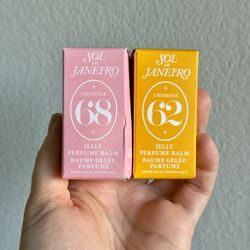 SOL
DE
JANEIRO
CHEIROSA
68
JELLY
PERFUME BALM
BAUME GELÉE
PARFUMÉ
SOL
DE
JANEIRO
CHEIROSA
62
JELLY
PERFUME BALM
BAUME GELÉE
PARFUMÉ